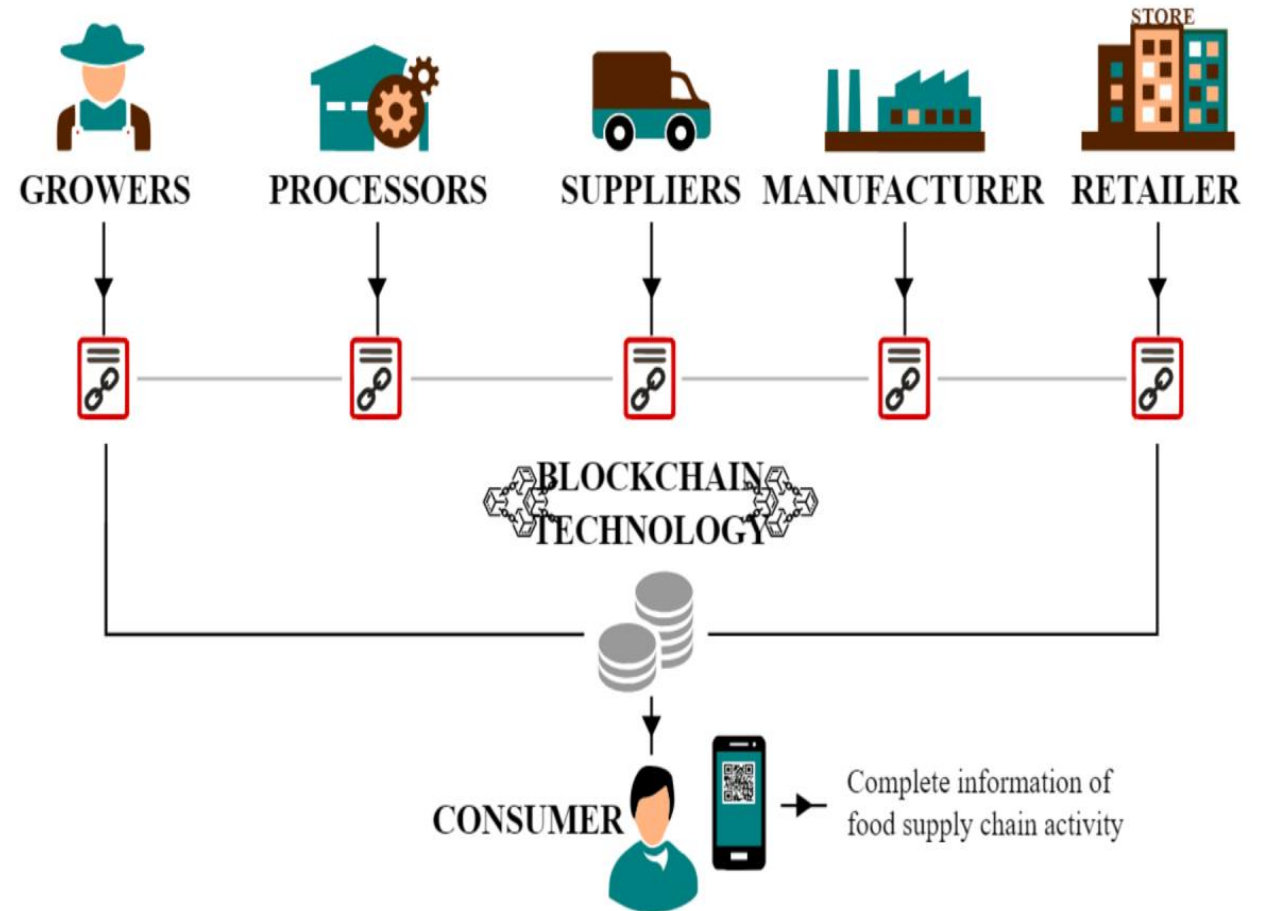 STORE
GROWERS
PROCESSORS
SUPPLIERS
MANUFACTURER
RETAILER
BLOCKCHAIN
TECHNOLOGY
CONSUMER
Complete information of
food supply chain activity